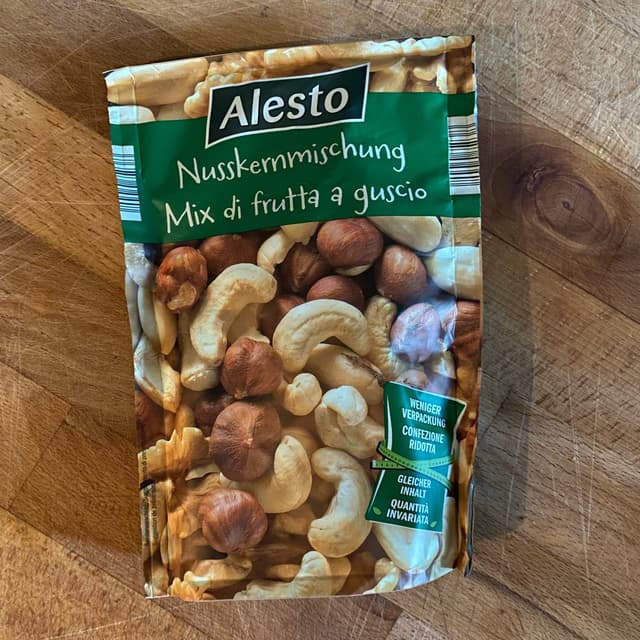 Alesto
Nusskernmischung
Mix di frutta a guscio
WENIGER
VERPACKUNG
CONFEZIONE
RIDOTTA
GLEICHER
INHALT
QUANTITÀ
INVARIATA